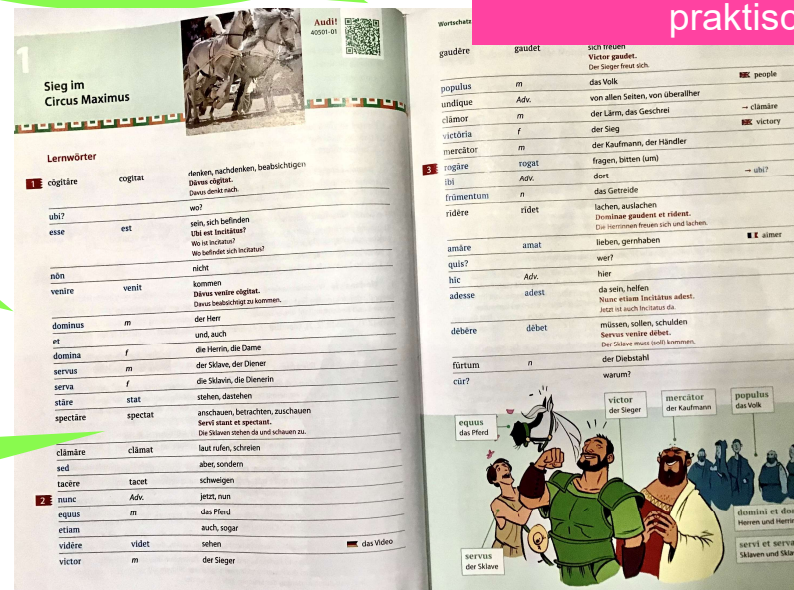 1
Sieg im
Circus Maximus
Audi!
40501-01
Lernwörter
1 cōgitāre cogitat denken, nachdenken, beabsichtigen
Dāvus cōgitat.
Davus denkt nach.
ubi? wo?
esse est sein, sich befinden
Ubi est Incitātus?
Wo ist Incitatus?
Wo befindet sich Incitatus?
nōn nicht
venīre venit kommen
Dāvus venīre cōgitat.
Davus beabsichtigt zu kommen.
dominus m der Herr
et und, auch
domina f die Herrin, die Dame
servus m der Sklave, der Diener
serva f die Sklavin, die Dienerin
stāre stat stehen, dastehen
spectāre spectat anschauen, betrachten, zuschauen
Servī stant et spectant.
Die Sklaven stehen da und schauen zu.
clāmāre clāmat laut rufen, schreien
sed aber, sondern
tacēre tacet schweigen
2 nunc Adv. jetzt, nun
equus m das Pferd
etiam auch, sogar
vidēre videt sehen das Video
victor m der Sieger
Wortschatz
praktisc
gaudēre gaudet sich freuen
Victor gaudet.
Der Sieger freut sich.
populus m das Volk people
undique Adv. von allen Seiten, von überallher
clāmor m der Lärm, das Geschrei → clāmāre
victōria f der Sieg victory
mercātor m der Kaufmann, der Händler
3 rogāre rogat fragen, bitten (um)
ibi Adv. dort → ubi?
frūmentum n das Getreide
rīdēre rīdet lachen, auslachen
Dominae gaudent et rīdent.
Die Herrinnen freuen sich und lachen.
amāre amat lieben, gernhaben aimer
quis? wer?
hīc Adv. hier
adesse adest da sein, helfen
Nunc etiam Incitātus adest.
Jetzt ist auch Incitatus da.
dēbēre dēbet müssen, sollen, schulden
Servus venīre dēbet.
Der Sklave muss (soll) kommen.
fūrtum n der Diebstahl
cūr? warum?
equus
das Pferd
victor
der Sieger
mercātor
der Kaufmann
populus
das Volk
servus
der Sklave
dominī et
Herren und
servī et
Sklaven und